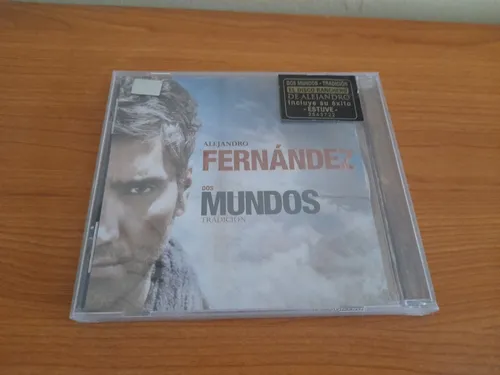 DOS MUNDOS - TRADICIÓN
EL DISCO RANCHERO
DE ALEJANDRO
Incluye su éxito
- ESTUVE -
ALEJANDRO
FERNÁNDEZ
DOS
MUNDOS
TRADICIÓN